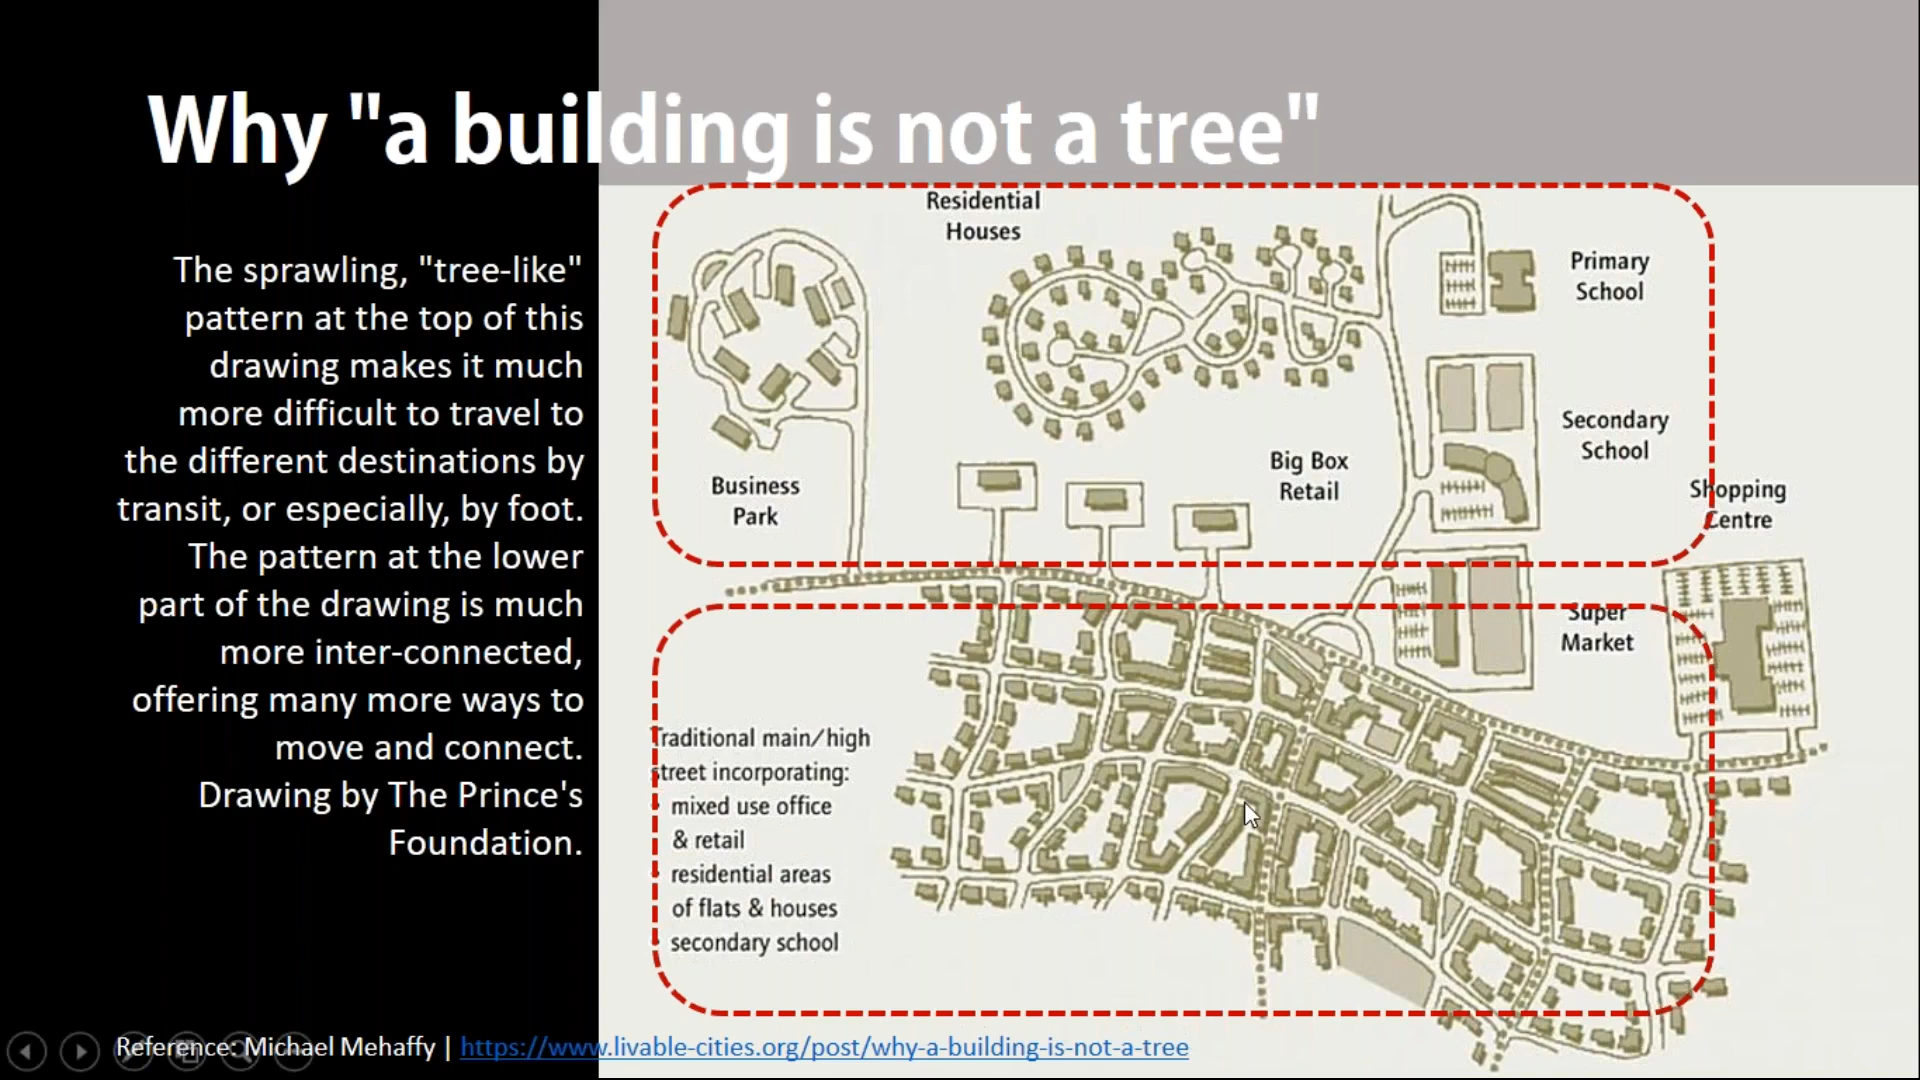 Why "a building is not a tree"
The sprawling, "tree-like"
pattern at the top of this
drawing makes it much
more difficult to travel to
the different destinations by
transit, or especially, by foot.
The pattern at the lower
part of the drawing is much
more inter-connected,
offering many more ways to
move and connect.
Drawing by The Prince's
Foundation.
Residential
Houses
Primary
School
Secondary
School
Big Box
Retail
Business
Park
Shopping
Centre
Super
Market
Traditional main/high
street incorporating:
mixed use office
& retail
residential areas
of flats & houses
secondary school
Reference: Michael Mehaffy | https://www.livable-cities.org/post/why-a-building-is-not-a-tree